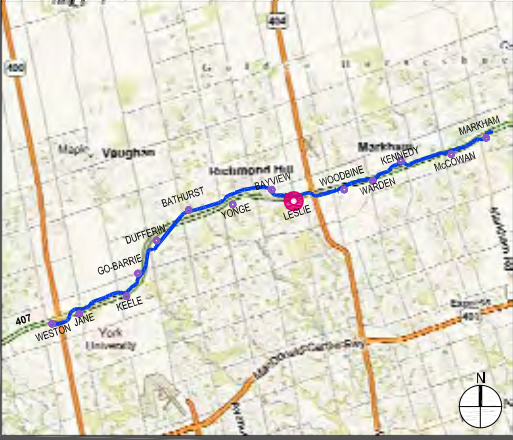 404
400
Maple
Vaughan
Richmond Hill
Markham
MARKHAM
KENNEDY
McCOWAN
WOODBINE
WARDEN
BAYVIEW
LESLIE
YONGE
BATHURST
DUFFERIN
GO-BARRIE
KEELE
407
WESTON
JANE
York
University
401
N